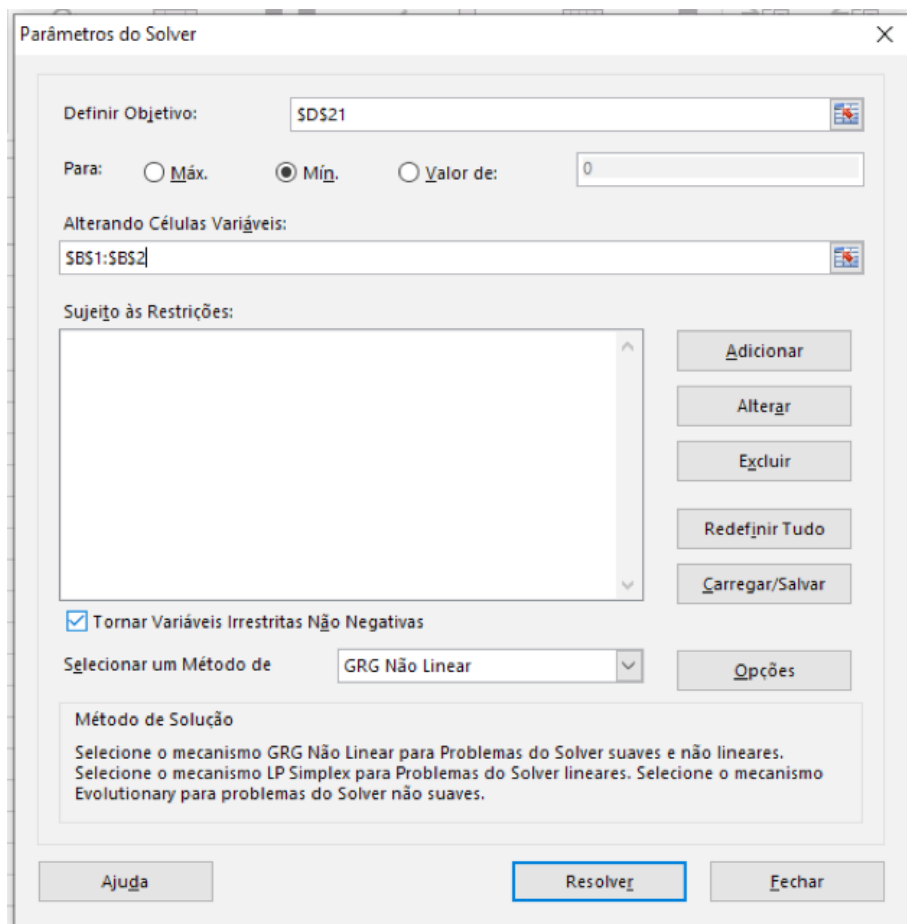 Parâmetros do Solver
Definir Objetivo:
$D$21
Para:
Máx.
Mín.
Valor de:
0
Alterando Células Variáveis:
$B$1:$B$2
Sujeito às Restrições:
Adicionar
Alterar
Excluir
Redefinir Tudo
Carregar/Salvar
Tornar Variáveis Irrestritas Não Negativas
Selecionar um Método de
GRG Não Linear
Opções
Método de Solução
Selecione o mecanismo GRG Não Linear para Problemas do Solver suaves e não lineares.
Selecione o mecanismo LP Simplex para Problemas do Solver lineares. Selecione o mecanismo
Evolutionary para problemas do Solver não suaves.
Ajuda
Resolver
Fechar